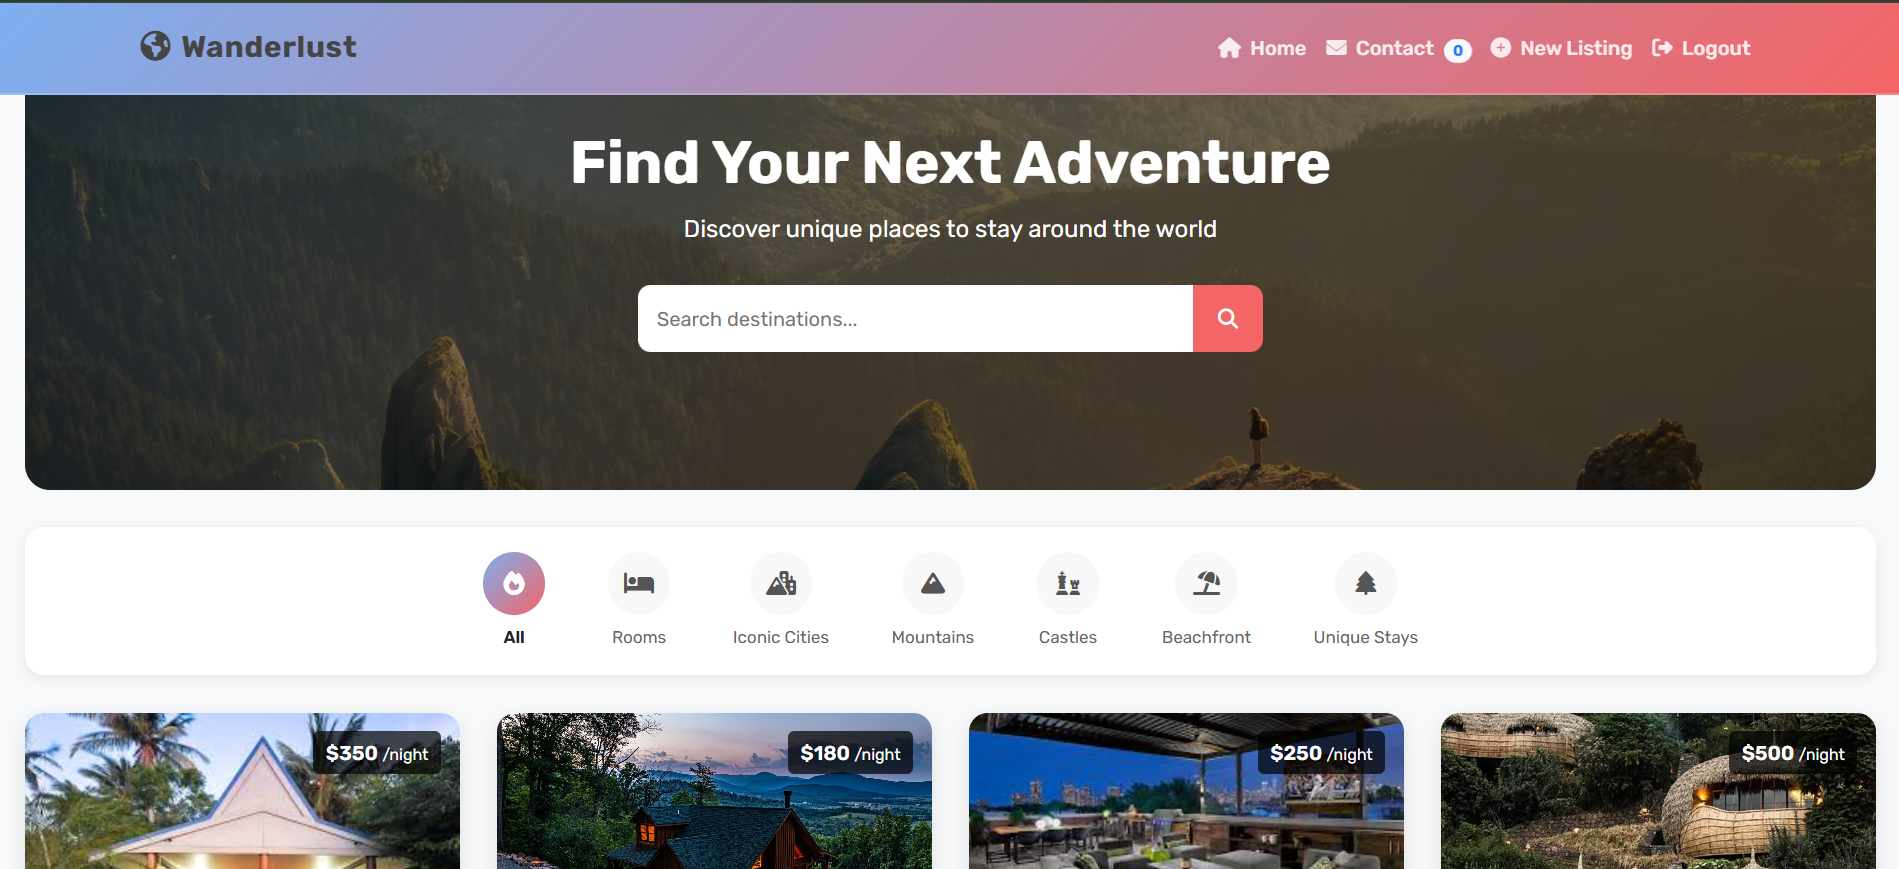 Wanderlust
Home Contact 0 New Listing Logout
Find Your Next Adventure
Discover unique places to stay around the world
Search destinations...
All Rooms Iconic Cities Mountains Castles Beachfront Unique Stays
$350 /night
$180 /night
$250 /night
$500 /night